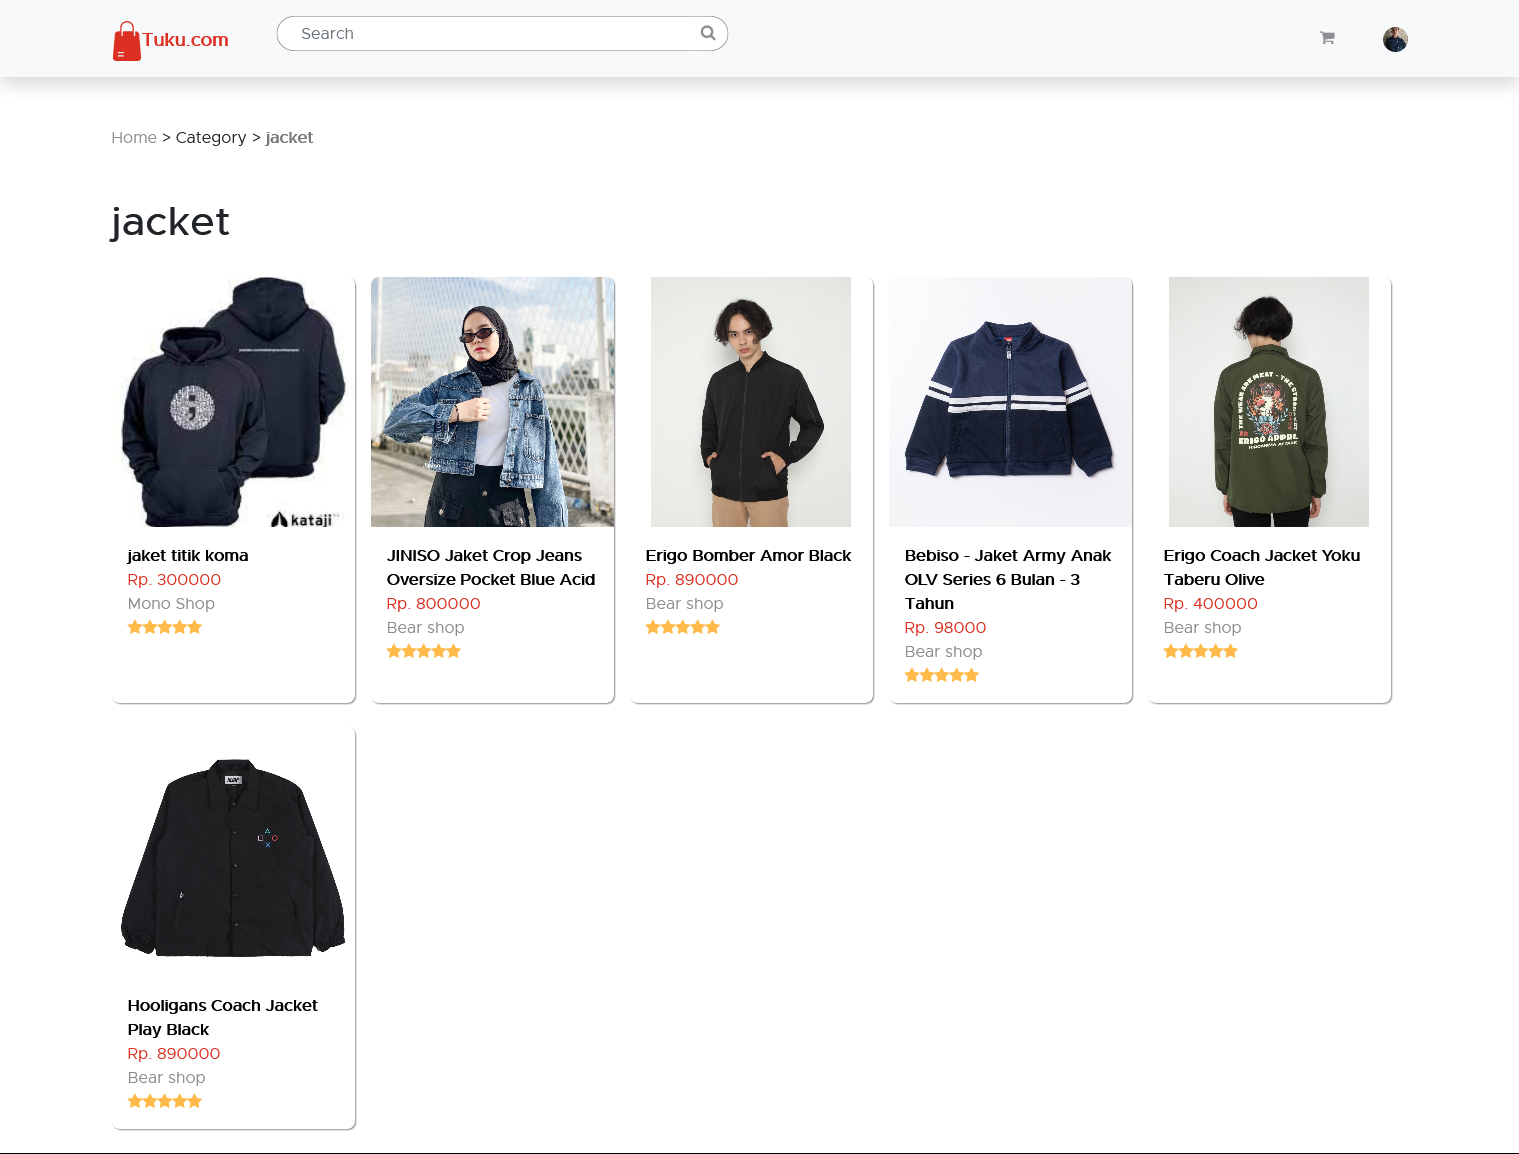 Tuku.com
Search
Home > Category > jacket
jacket
kataji
jaket titik koma
Rp. 300000
Mono Shop
JINISO Jaket Crop Jeans
Oversize Pocket Blue Acid
Rp. 800000
Bear shop
Erigo Bomber Amor Black
Rp. 890000
Bear shop
Bebiso - Jaket Army Anak
OLV Series 6 Bulan - 3
Tahun
Rp. 98000
Bear shop
ERIGO APPRL
Erigo Coach Jacket Yoku
Taberu Olive
Rp. 400000
Bear shop
Hooligans Coach Jacket
Play Black
Rp. 890000
Bear shop